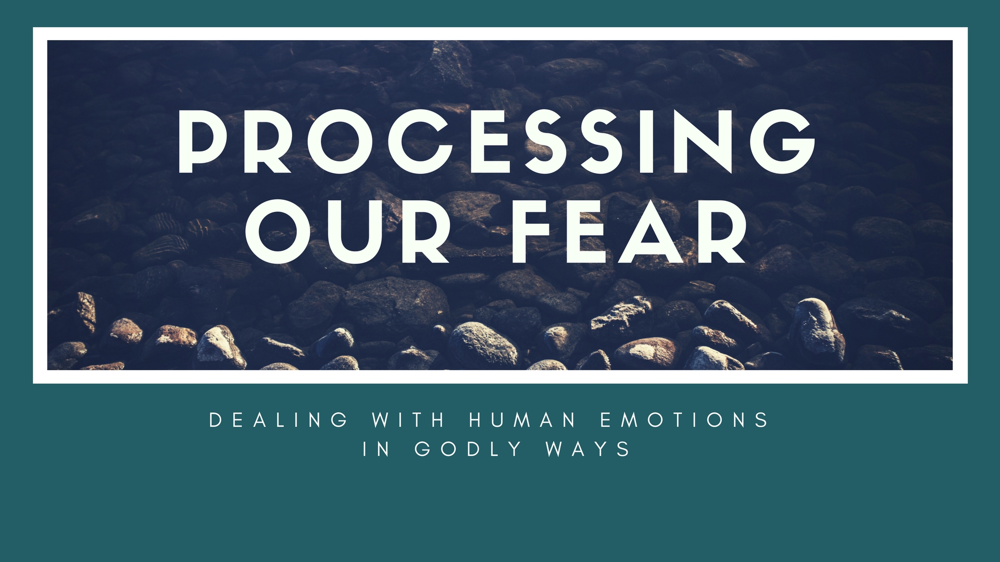 PROCESSING
OUR FEAR
DEALING WITH HUMAN EMOTIONS
IN GODLY WAYS